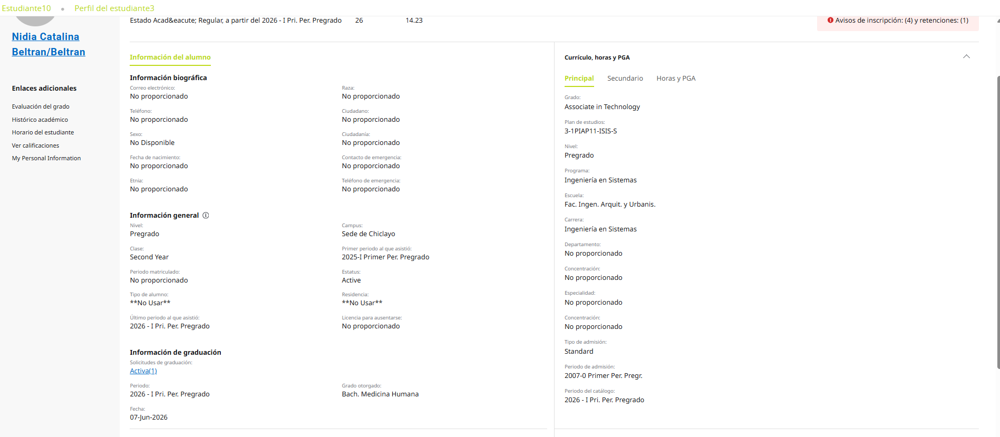 Estudiante10 • Perfil del estudiante3
Estado Acad&eacute; Regular, a partir del 2026 - I Pri. Per. Pregrado 26 14.23
Avisos de inscripción: (4) y retenciones: (1)
Nidia Catalina
Beltran/Beltran
Enlaces adicionales
Evaluación del grado
Histórico académico
Horario del estudiante
Ver calificaciones
My Personal Information
Información del alumno
Información biográfica
Correo electrónico: Raza:
No proporcionado No proporcionado
Teléfono: Ciudadano:
No proporcionado No proporcionado
Sexo: Ciudadanía:
No Disponible No proporcionado
Fecha de nacimiento: Contacto de emergencia:
No proporcionado No proporcionado
Etnia: Teléfono de emergencia:
No proporcionado No proporcionado
Información general
Nivel: Campus:
Pregrado Sede de Chiclayo
Clase: Primer periodo al que asistió:
Second Year 2025-I Primer Per. Pregrado
Periodo matriculado: Estatus:
No proporcionado Active
Tipo de alumno: Residencia:
**No Usar** **No Usar**
Último periodo al que asistió: Licencia para ausentarse:
2026 - I Pri. Per. Pregrado No proporcionado
Información de graduación
Solicitudes de graduación:
Activa(1)
Periodo: Grado otorgado:
2026 - I Pri. Per. Pregrado Bach. Medicina Humana
Fecha:
07-Jun-2026
Currículo, horas y PGA
Principal Secundario Horas y PGA
Grado:
Associate in Technology
Plan de estudios:
3-1PIAP11-ISIS-S
Nivel:
Pregrado
Programa:
Ingeniería en Sistemas
Escuela:
Fac. Ingen. Arquit. y Urbanis.
Carrera:
Ingeniería en Sistemas
Departamento:
No proporcionado
Concentración:
No proporcionado
Especialidad:
No proporcionado
Concentración:
No proporcionado
Tipo de admisión:
Standard
Periodo de admisión:
2007-0 Primer Per. Pregr.
Periodo del catálogo:
2026 - I Pri. Per. Pregrado